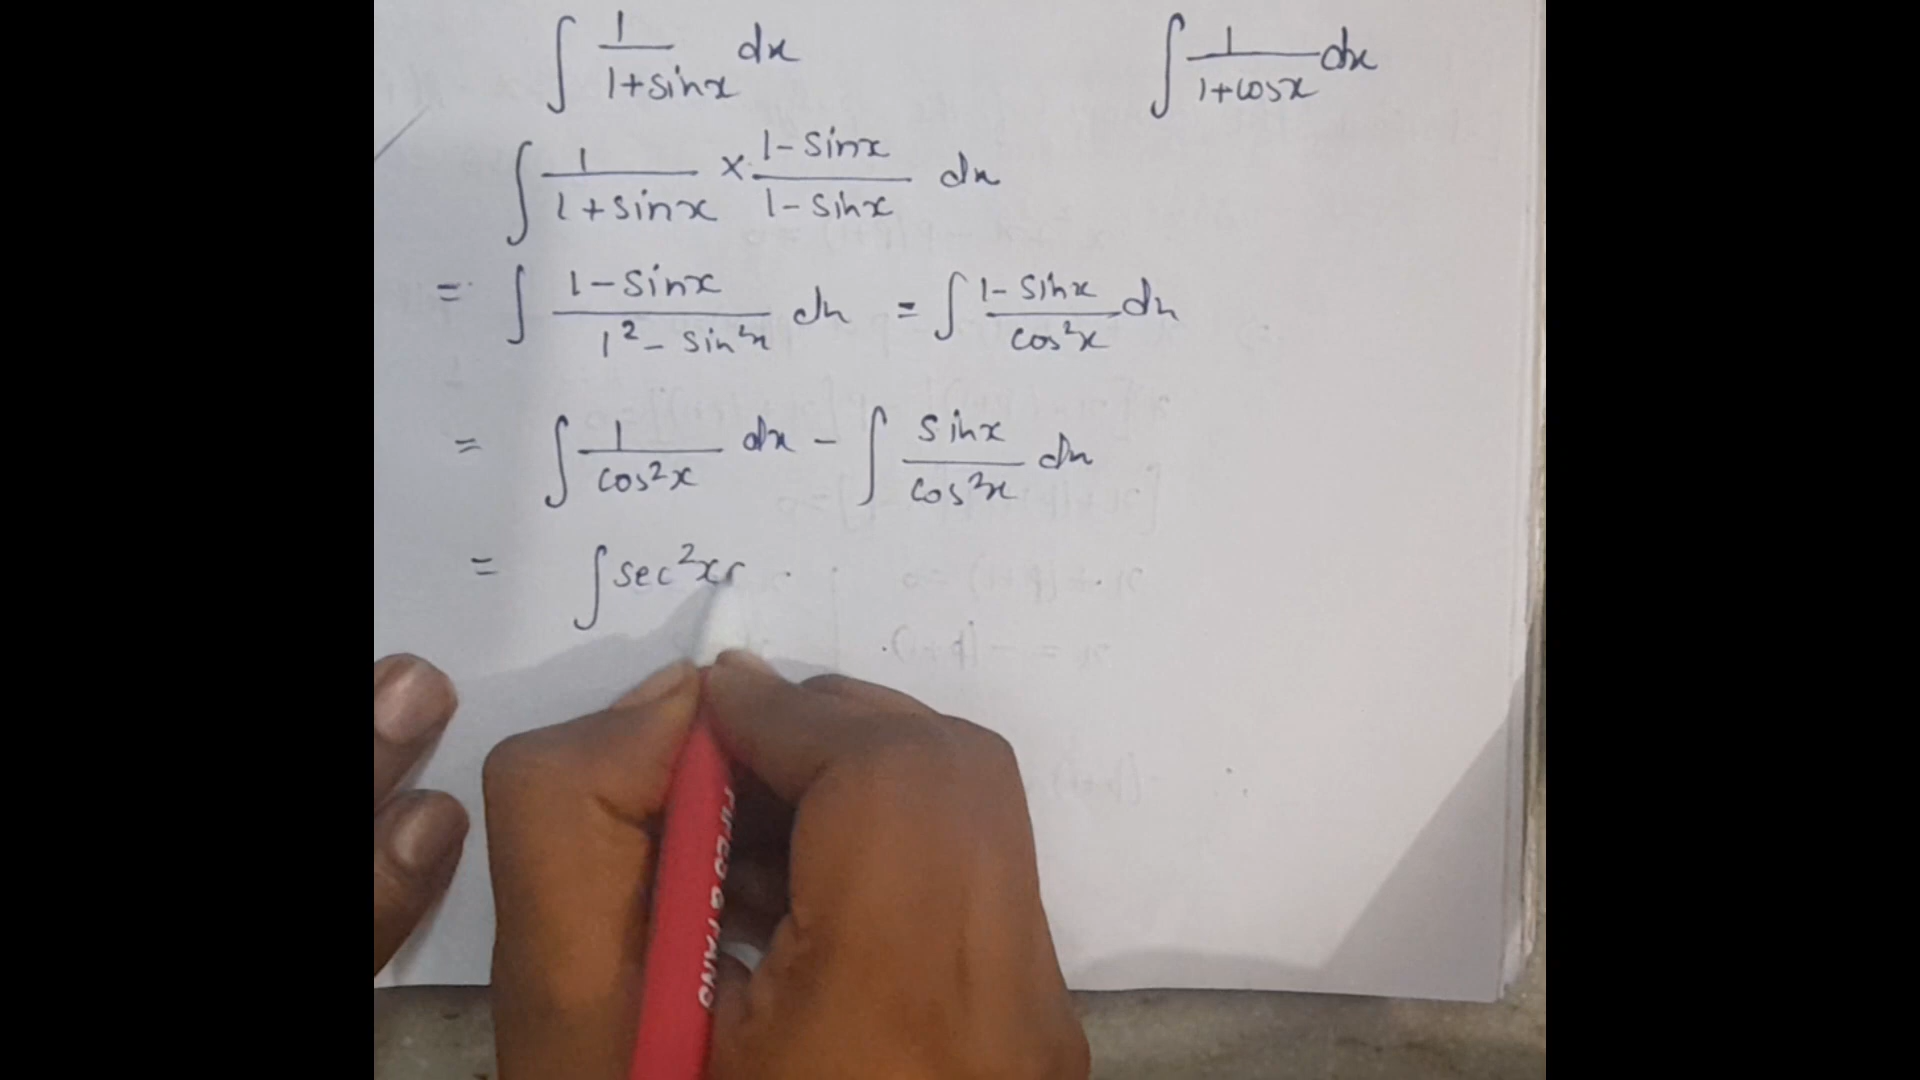 ∫ 1/(1+sinx) dx    ∫ 1/(1+cosx) dx
∫ 1/(1+sinx) × (1-sinx)/(1-sinx) dx
= ∫ (1-sinx)/(1²-sin²x) dx = ∫ (1-sinx)/(cos²x) dx
= ∫ 1/(cos²x) dx - ∫ sinx/(cos²x) dx
= ∫ sec²x